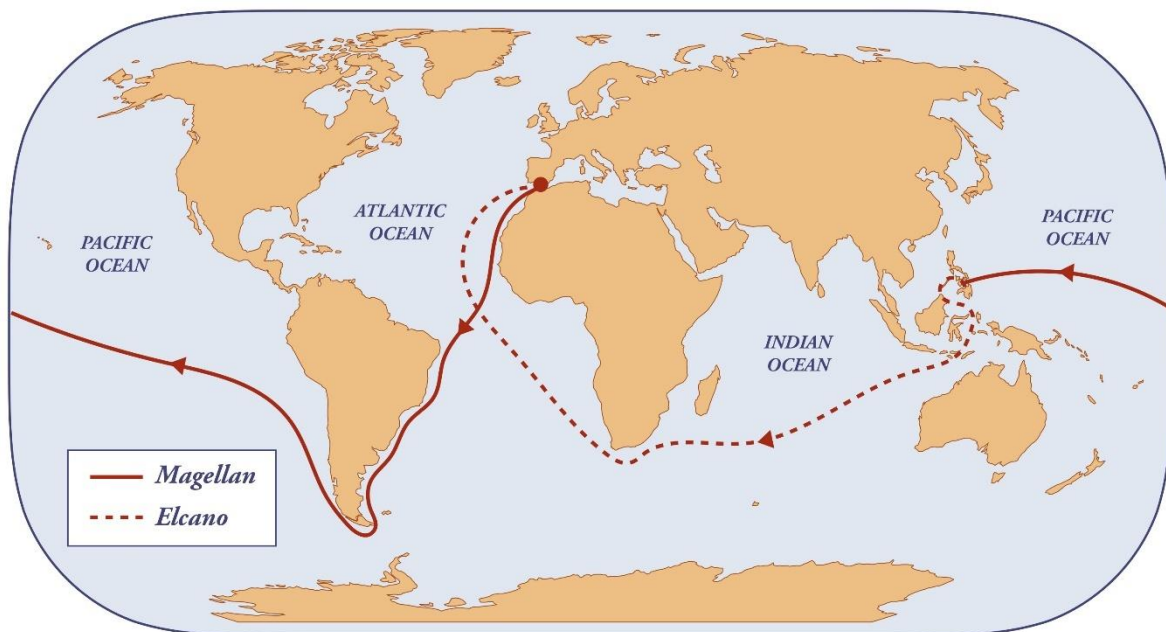 ATLANTIC
OCEAN
PACIFIC
OCEAN
PACIFIC
OCEAN
INDIAN
OCEAN
Magellan
Elcano